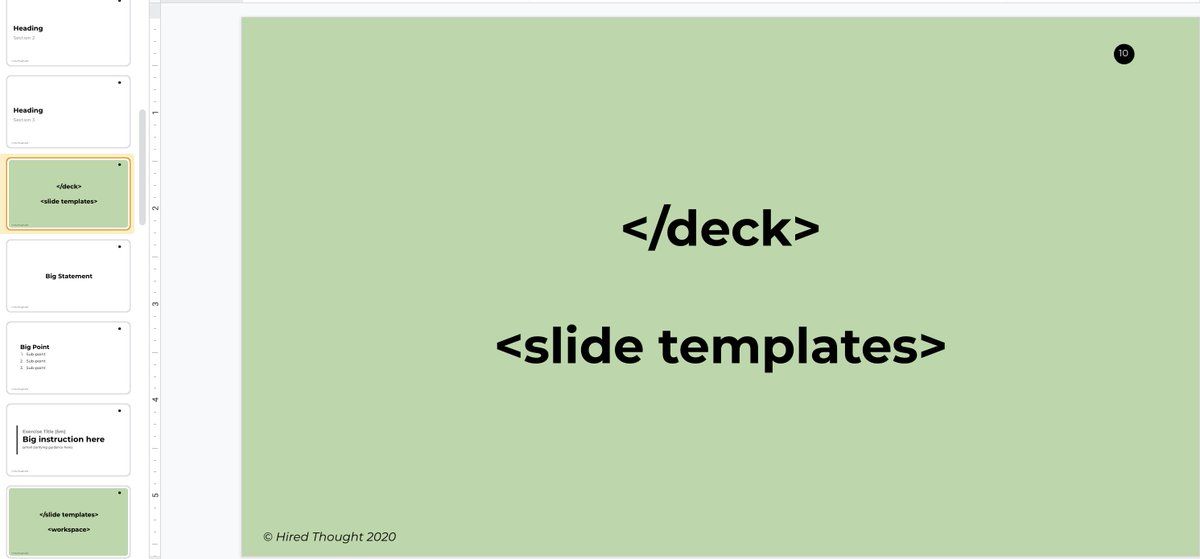 Heading
Section 2
Heading
Section 3
</deck>
<slide templates>
Big Statement
Big Point
1. Sub point
2. Sub point
3. Sub point
Exercise Title (5m)
Big instruction here
</slide templates>
<workspace>
1
2
3
4
5
10
</deck>
<slide templates>
© Hired Thought 2020